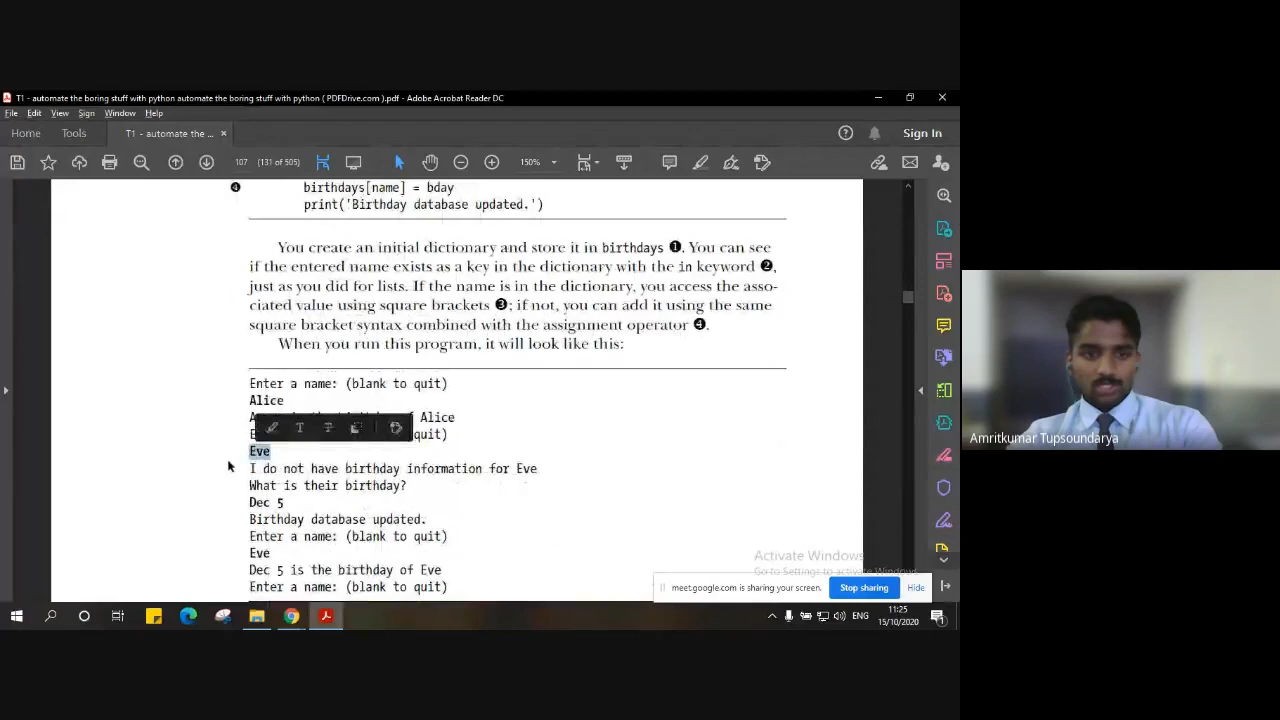 T1 - automate the boring stuff with python automate the boring stuff with python ( PDFDrive.com ).pdf - Adobe Acrobat Reader DC
File Edit View Sign Window Help
Home Tools T1 - automate the ... × Sign In
107 (131 of 505) 150%
❹ birthdays[name] = bday
print('Birthday database updated.')
You create an initial dictionary and store it in birthdays ❶. You can see
if the entered name exists as a key in the dictionary with the in keyword ❷,
just as you did for lists. If the name is in the dictionary, you access the asso-
ciated value using square brackets ❸; if not, you can add it using the same
square bracket syntax combined with the assignment operator ❹.
When you run this program, it will look like this:
Enter a name: (blank to quit)
Alice
Alice
quit)
Eve
I do not have birthday information for Eve
What is their birthday?
Dec 5
Birthday database updated.
Enter a name: (blank to quit)
Eve
Dec 5 is the birthday of Eve
Enter a name: (blank to quit)
Activate Windows
Go to Settings to activate Windows.
meet.google.com is sharing your screen. Stop sharing Hide
ENG
11:25
15/10/2020
Amritkumar Tupsoundarya